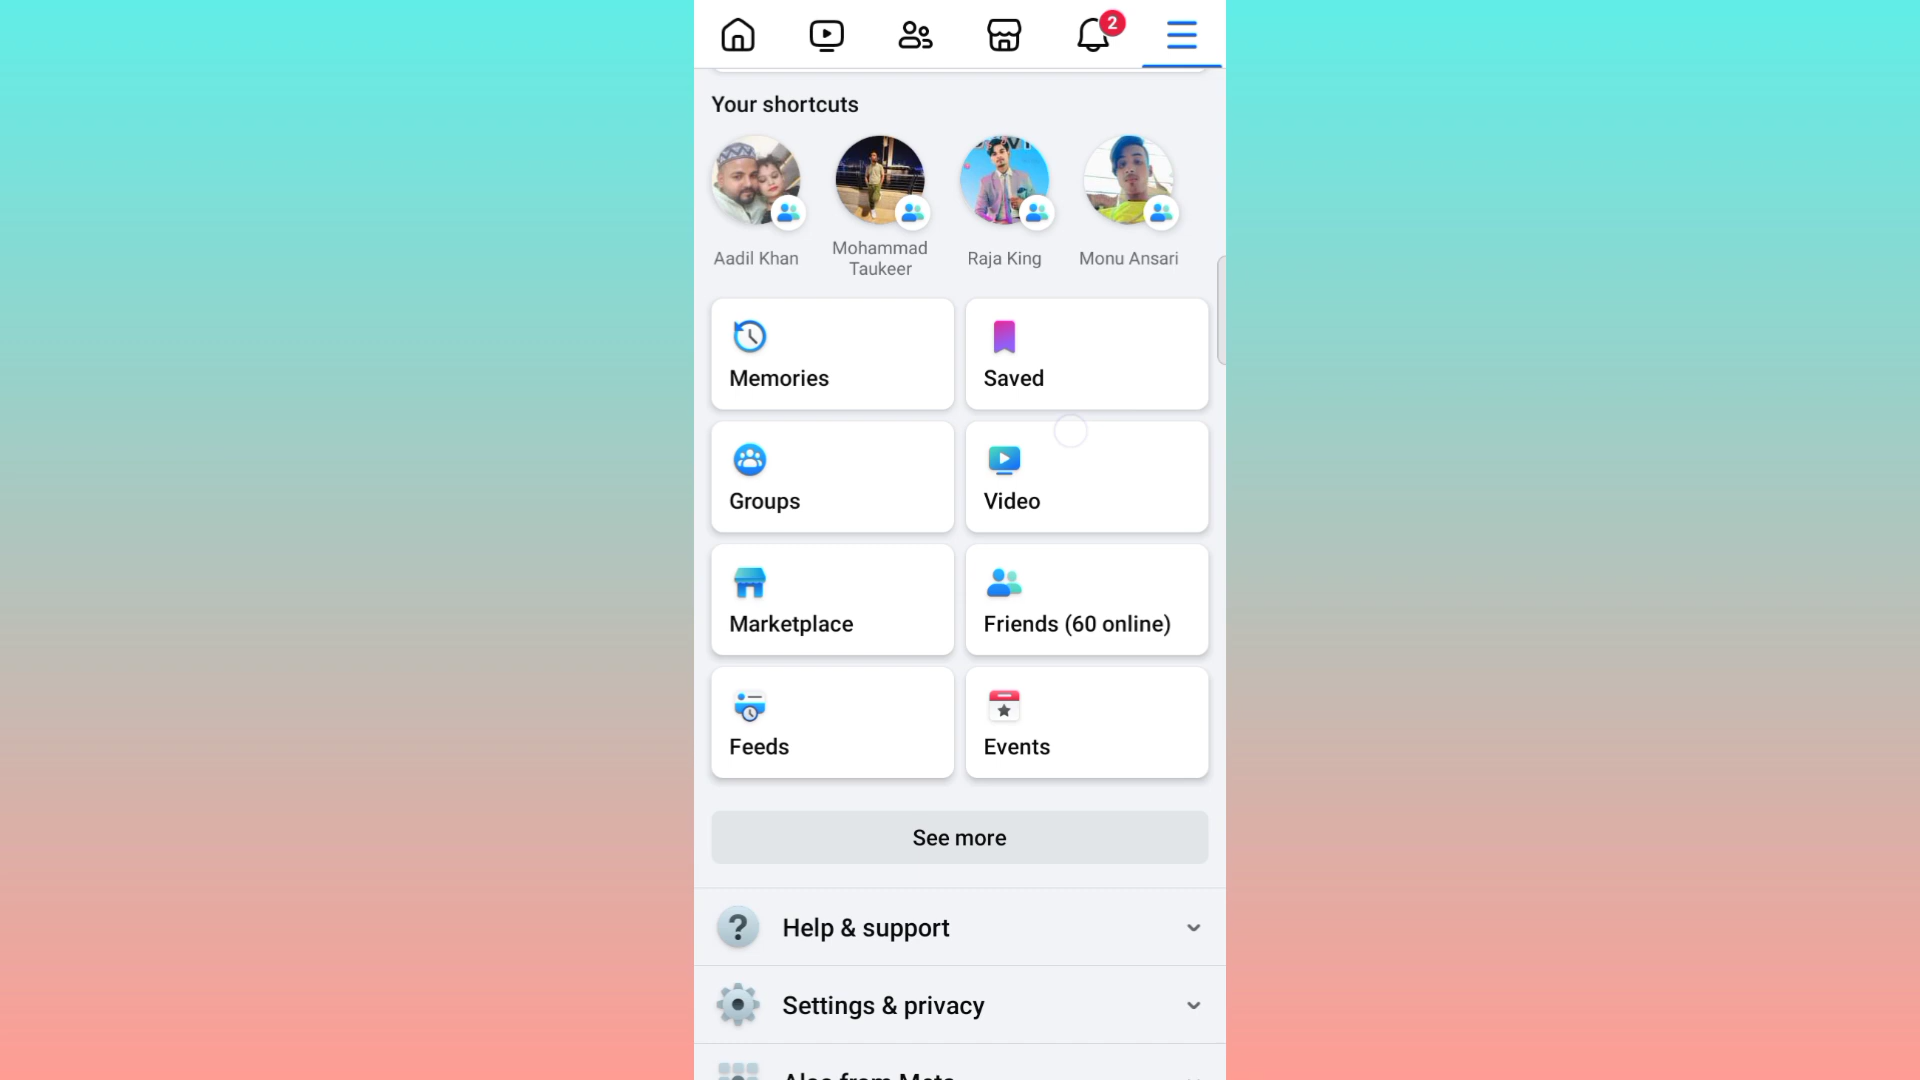 2
Your shortcuts
Aadil Khan
Mohammad
Taukeer
Raja King
Monu Ansari
Memories
Saved
Groups
Video
Marketplace
Friends (60 online)
Feeds
Events
See more
?
Help & support
Settings & privacy
Also from Meta